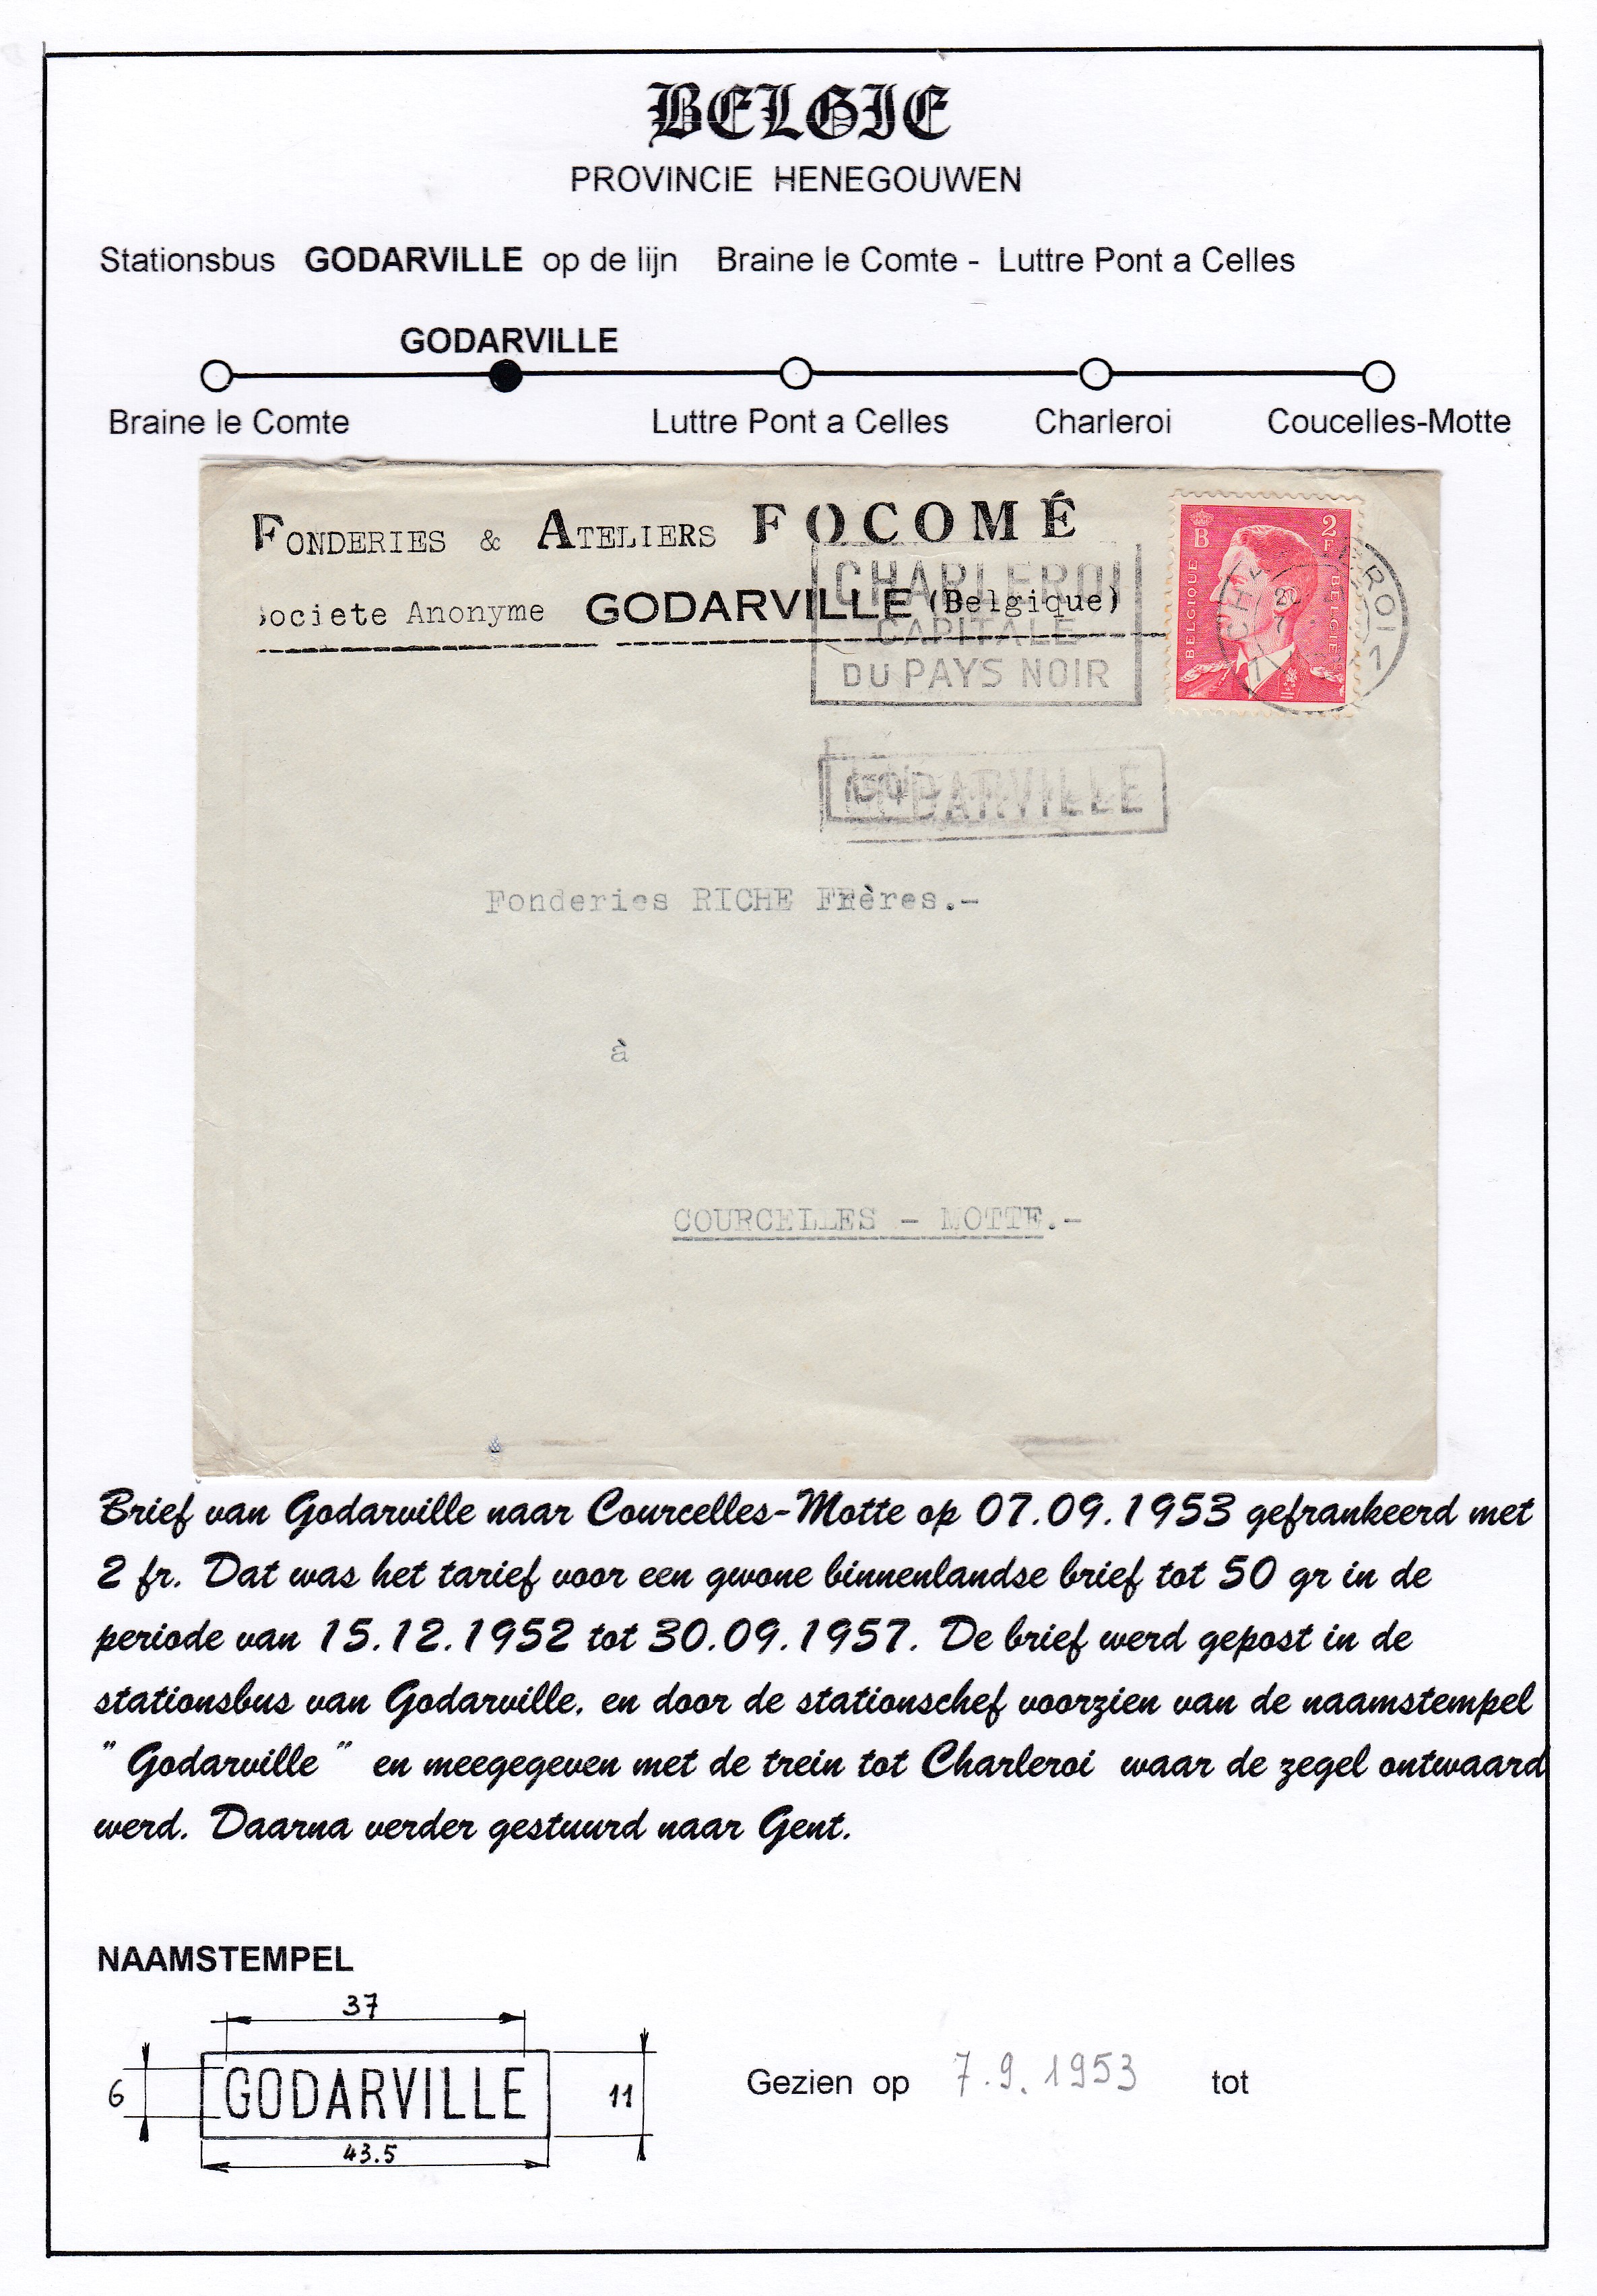 BELGIE
PROVINCIE HENEGOUWEN
Stationsbus GODARVILLE op de lijn Braine le Comte - Luttre Pont a Celles
GODARVILLE
Braine le Comte Luttre Pont a Celles Charleroi Coucelles-Motte
FONDERIES & ATELIERS FOCOMÉ
ociete Anonyme GODARVILLE (Belgique)
CHARLEROI
CAPITALE
DU PAYS NOIR
B 2 F
BELGIQUE BELGIE
GODARVILLE
Fonderies RICHE FRères.-
à
COURCELLES - MOTTE.-
Brief van Godarville naar Courcelles-Motte op 07.09.1953 gefrankeerd met
2 fr. Dat was het tarief voor een gwone binnenlandse brief tot 50 gr in de
periode van 15.12.1952 tot 30.09.1957. De brief werd gepost in de
stationsbus van Godarville, en door de stationschef voorzien van de naamstempel
" Godarville " en meegegeven met de trein tot Charleroi waar de zegel ontwaard
werd. Daarna verder gestuurd naar Gent.
NAAMSTEMPEL
37
6 GODARVILLE 11
43.5
Gezien op 7.9.1953 tot